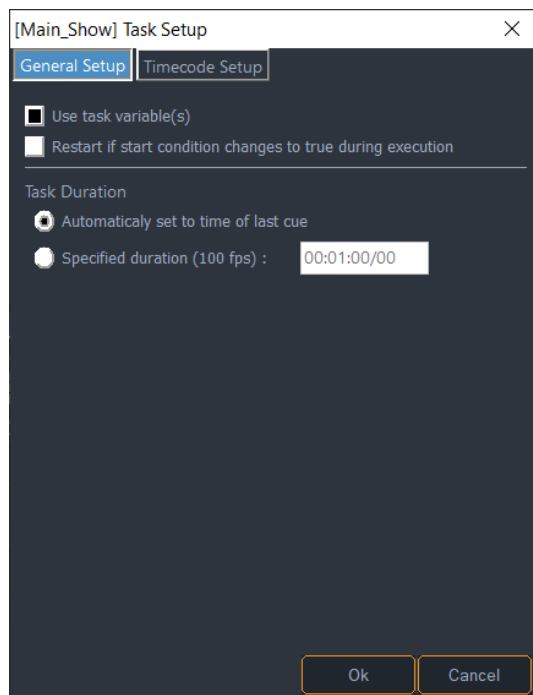 [Main_Show] Task Setup
General Setup Timecode Setup
Use task variable(s)
Restart if start condition changes to true during execution
Task Duration
Automaticaly set to time of last cue
Specified duration (100 fps) : 00:01:00/00
Ok Cancel